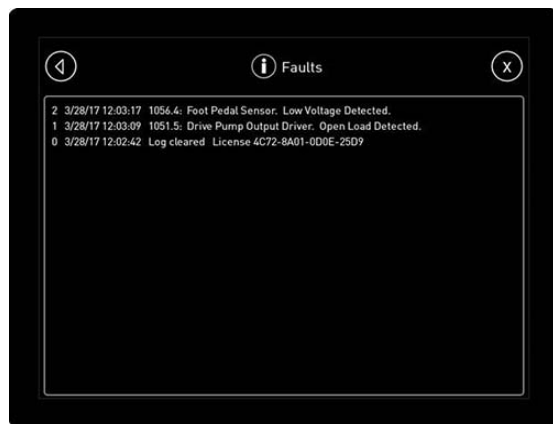 Faults
X
2 3/28/17 12:03:17 1056.4: Foot Pedal Sensor. Low Voltage Detected.
1 3/28/17 12:03:09 1051.5: Drive Pump Output Driver. Open Load Detected.
0 3/28/17 12:02:42 Log cleared License 4C72-8A01-0D0E-25D9